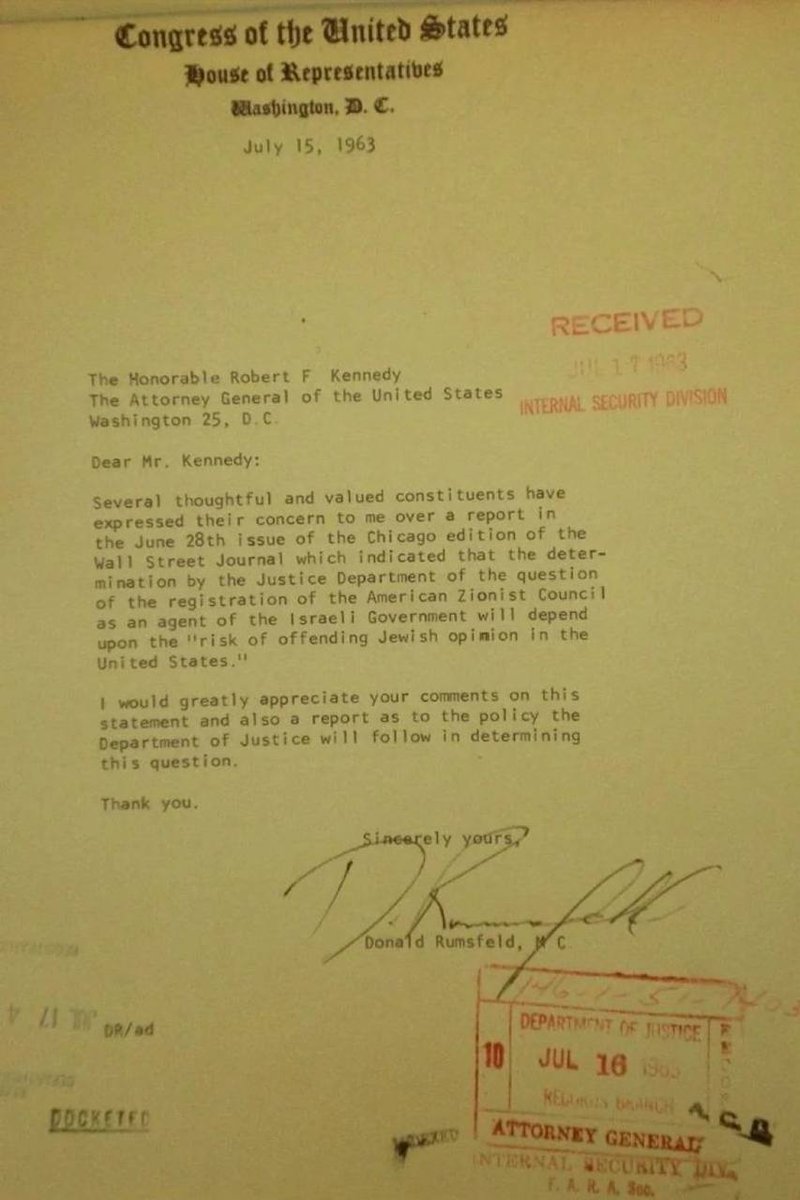 Congress of the United States
House of Representatives
Washington, D. C.
July 15, 1963
RECEIVED
JUL 17 1963
INTERNAL SECURITY DIVISION
The Honorable Robert F Kennedy
The Attorney General of the United States
Washington 25, D.C.
Dear Mr. Kennedy:
Several thoughtful and valued constituents have
expressed their concern to me over a report in
the June 28th issue of the Chicago edition of the
Wall Street Journal which indicated that the deter-
mination by the Justice Department of the question
of the registration of the American Zionist Council
as an agent of the Israeli Government will depend
upon the "risk of offending Jewish opinion in the
United States."
I would greatly appreciate your comments on this
statement and also a report as to the policy the
Department of Justice will follow in determining
this question.
Thank you.
Sincerely yours,
Donald Rumsfeld, M C
DR/ad
DOCKETED
DEPARTMENT OF JUSTICE
10
JUL 16 1963
RECORDS BRANCH
ATTORNEY GENERAL
INTERNAL SECURITY DIV.
F. A. R. A. Sec.